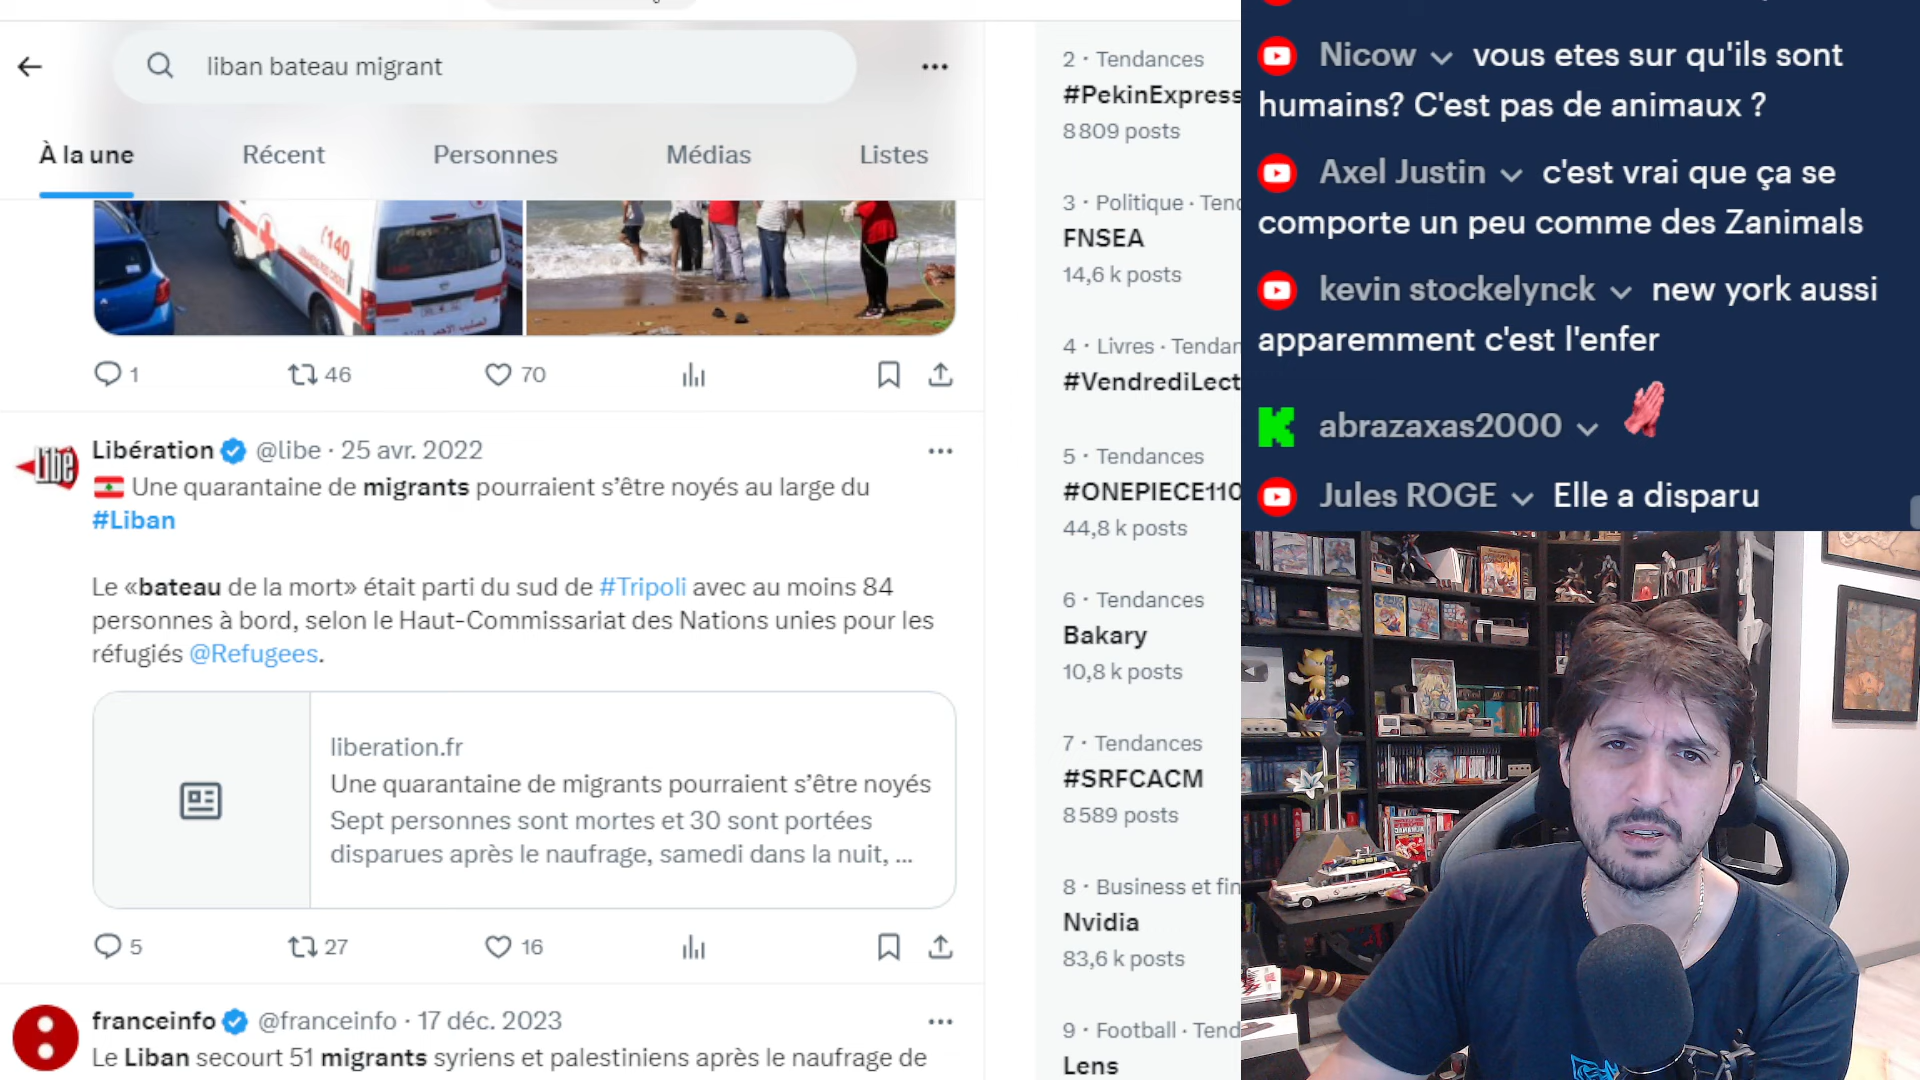 liban bateau migrant
À la une
Récent
Personnes
Médias
Listes
140
1
46
70
Libé
Libération @libe · 25 avr. 2022
Une quarantaine de migrants pourraient s’être noyés au large du
#Liban
Le «bateau de la mort» était parti du sud de #Tripoli avec au moins 84
personnes à bord, selon le Haut-Commissariat des Nations unies pour les
réfugiés @Refugees.
liberation.fr
Une quarantaine de migrants pourraient s’être noyés
Sept personnes sont mortes et 30 sont portées
disparues après le naufrage, samedi dans la nuit, ...
5
27
16
franceinfo @franceinfo · 17 déc. 2023
Le Liban secourt 51 migrants syriens et palestiniens après le naufrage de
2 · Tendances
#PekinExpress
8 809 posts
3 · Politique · Tend
FNSEA
14,6 k posts
4 · Livres · Tendan
#VendrediLect
5 · Tendances
#ONEPIECE110
44,8 k posts
6 · Tendances
Bakary
10,8 k posts
7 · Tendances
#SRFCACM
8 589 posts
8 · Business et fin
Nvidia
83,6 k posts
9 · Football · Tend
Lens
Nicow vous etes sur qu'ils sont
humains? C'est pas de animaux ?
Axel Justin c'est vrai que ça se
comporte un peu comme des Zanimals
kevin stockelynck new york aussi
apparemment c'est l'enfer
abrazaxas2000
Jules ROGE Elle a disparu